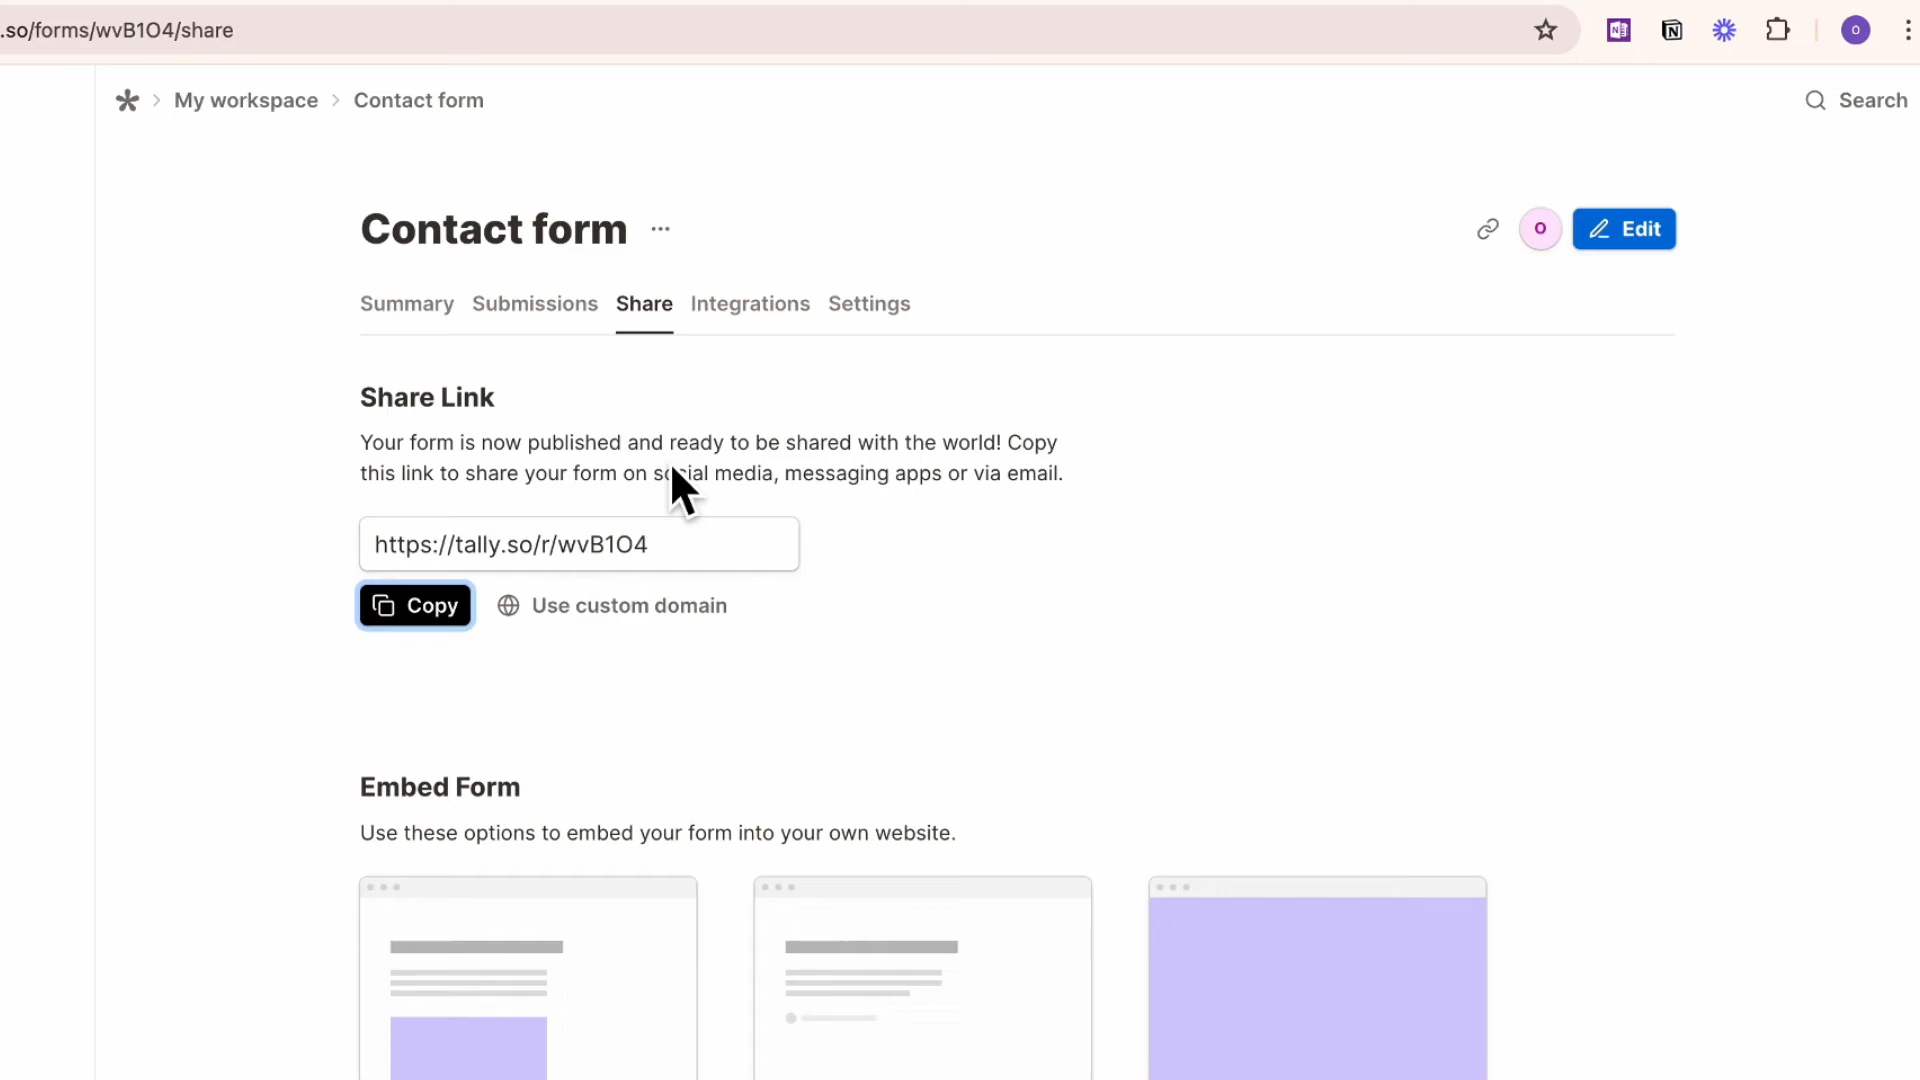 .so/forms/wvB1O4/share
O
My workspace > Contact form
Search
Contact form ...
O
Edit
Summary Submissions Share Integrations Settings
Share Link
Your form is now published and ready to be shared with the world! Copy
this link to share your form on social media, messaging apps or via email.
https://tally.so/r/wvB1O4
Copy
Use custom domain
Embed Form
Use these options to embed your form into your own website.